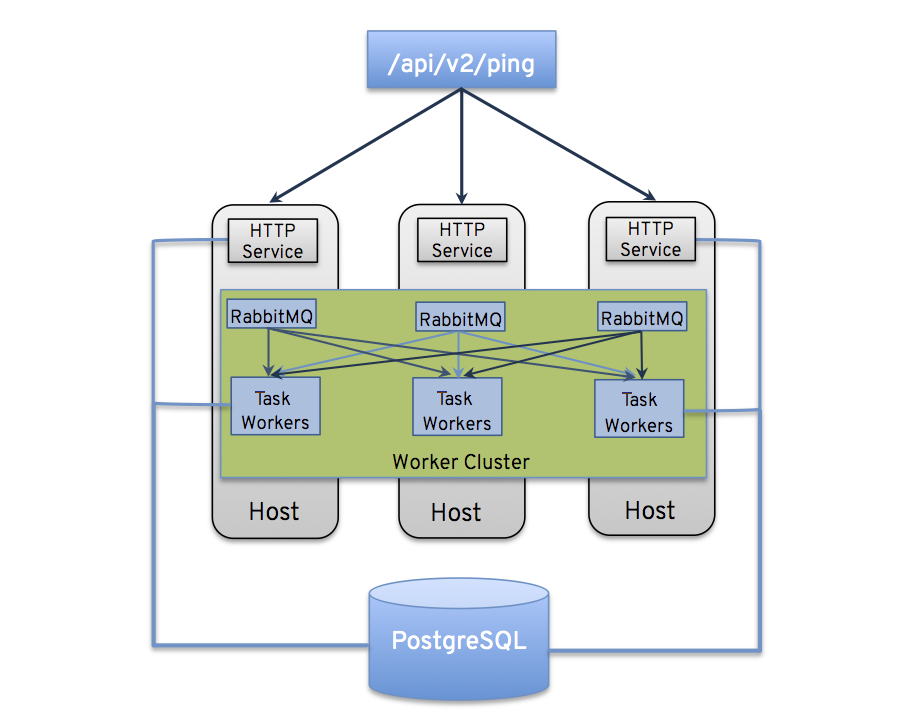 /api/v2/ping
HTTP
Service
HTTP
Service
HTTP
Service
RabbitMQ
RabbitMQ
RabbitMQ
Task
Workers
Task
Workers
Task
Workers
Worker Cluster
Host
Host
Host
PostgreSQL